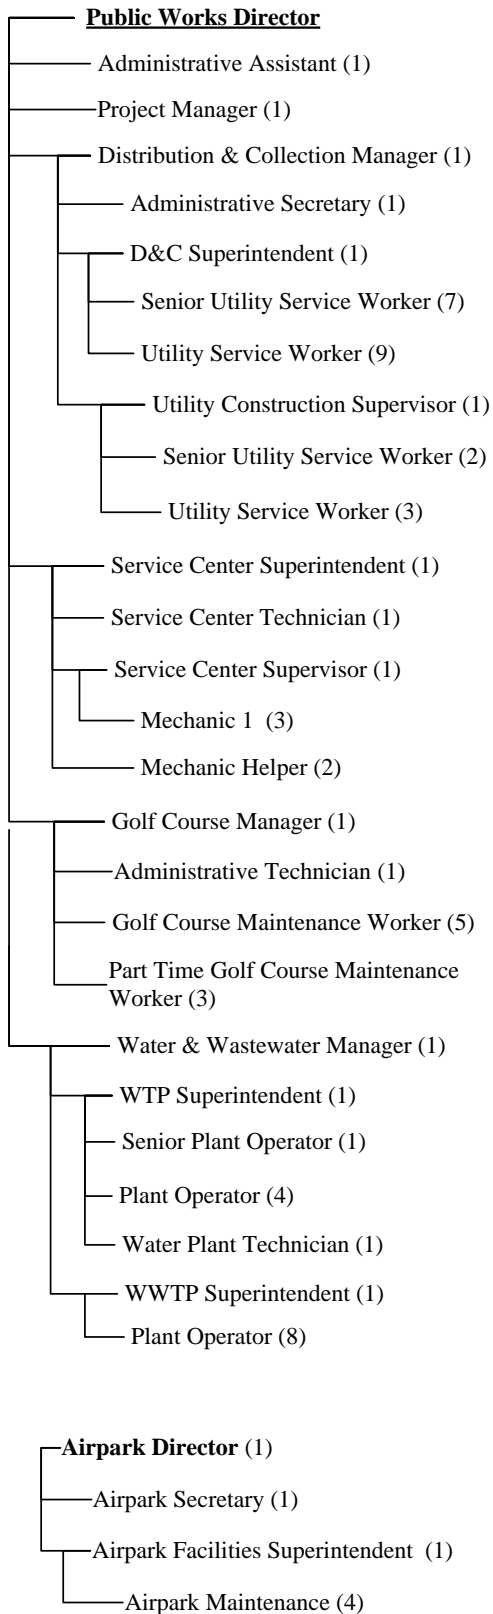 Public Works Director
Administrative Assistant (1)
Project Manager (1)
Distribution & Collection Manager (1)
Administrative Secretary (1)
D&C Superintendent (1)
Senior Utility Service Worker (7)
Utility Service Worker (9)
Utility Construction Supervisor (1)
Senior Utility Service Worker (2)
Utility Service Worker (3)
Service Center Superintendent (1)
Service Center Technician (1)
Service Center Supervisor (1)
Mechanic 1 (3)
Mechanic Helper (2)
Golf Course Manager (1)
Administrative Technician (1)
Golf Course Maintenance Worker (5)
Part Time Golf Course Maintenance
Worker (3)
Water & Wastewater Manager (1)
WTP Superintendent (1)
Senior Plant Operator (1)
Plant Operator (4)
Water Plant Technician (1)
WWTP Superintendent (1)
Plant Operator (8)
Airpark Director (1)
Airpark Secretary (1)
Airpark Facilities Superintendent (1)
Airpark Maintenance (4)